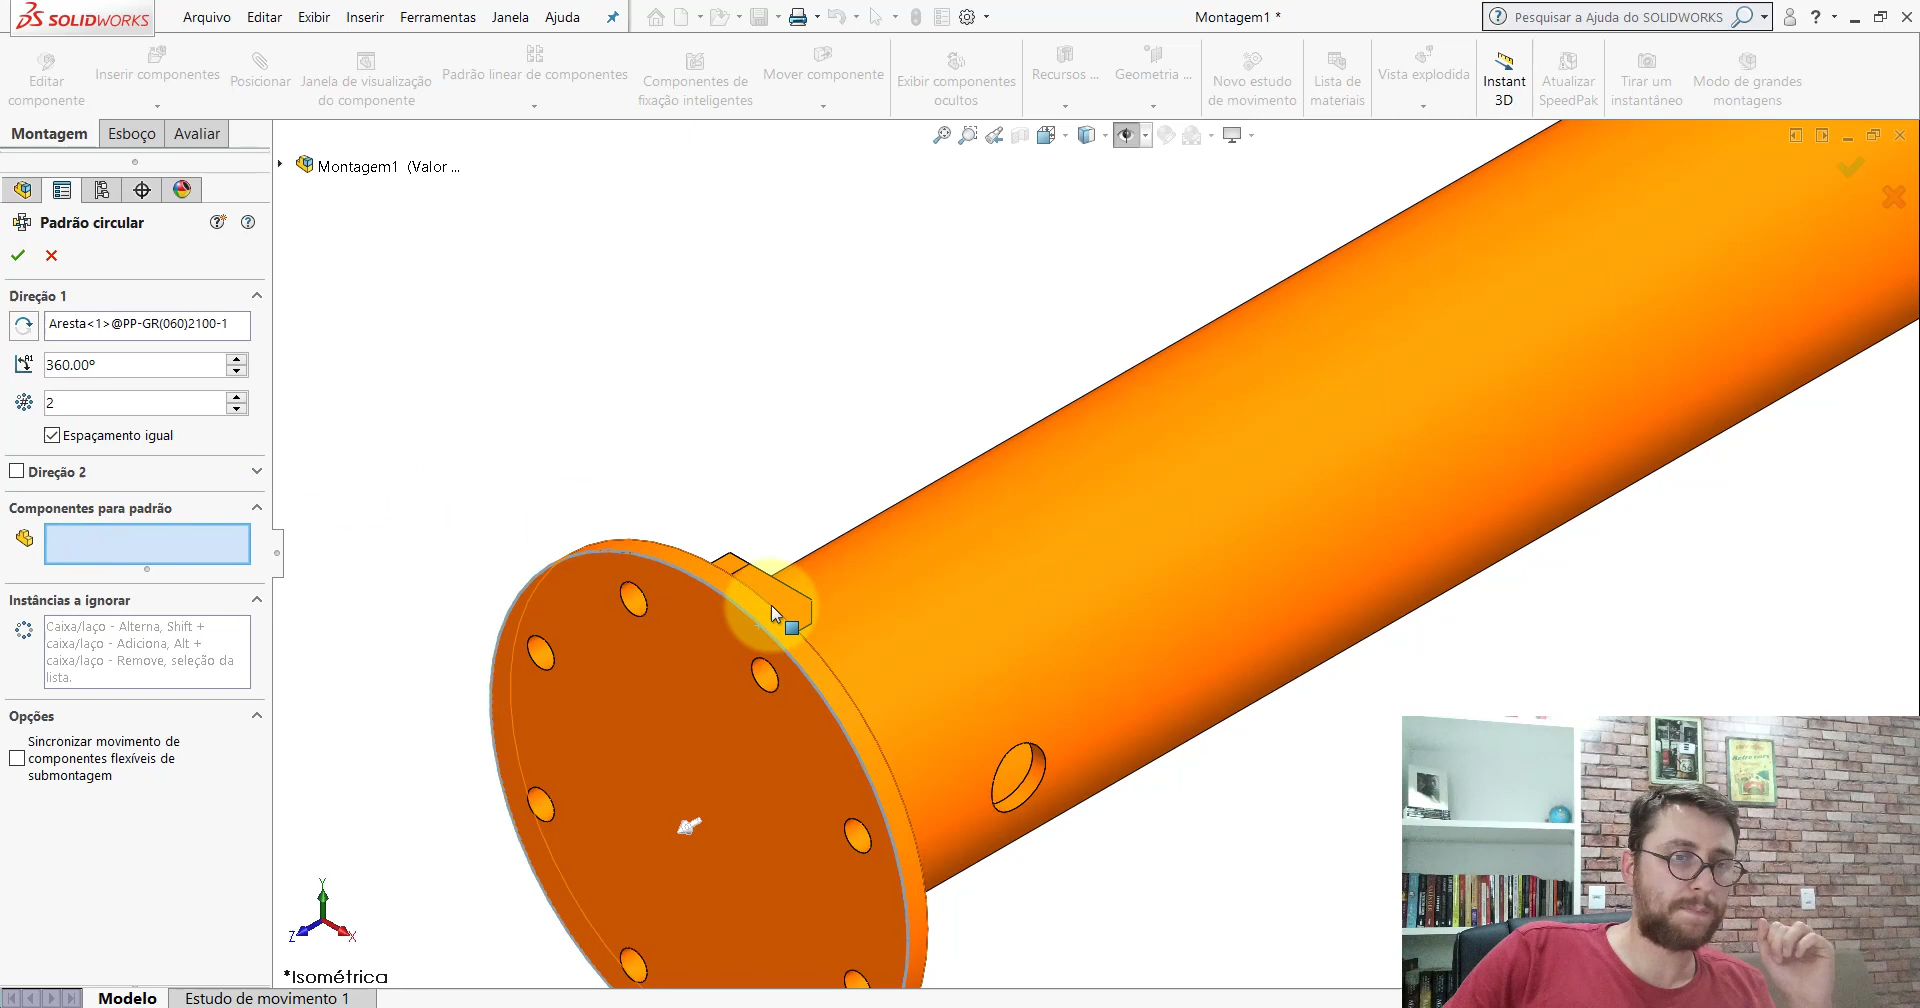 SOLIDWORKS
Arquivo
Editar
Exibir
Inserir
Ferramentas
Janela
Ajuda
Montagem1 *
Pesquisar a Ajuda do SOLIDWORKS
Editar
componente
Inserir componentes
Posicionar
Janela de visualização
do componente
Padrão linear de componentes
Componentes de
fixação inteligentes
Mover componente
Exibir componentes
ocultos
Recursos ...
Geometria ...
Novo estudo
de movimento
Lista de
materiais
Vista explodida
Instant
3D
Atualizar
SpeedPak
Tirar um
instantâneo
Modo de grandes
montagens
Montagem
Esboço
Avaliar
Montagem1 (Valor ...
Padrão circular
Direção 1
Aresta<1>@PP-GR(060)2100-1
360.00º
2
Espaçamento igual
Direção 2
Componentes para padrão
Instâncias a ignorar
Caixa/laço - Alterna, Shift +
caixa/laço - Adiciona, Alt +
caixa/laço - Remove, seleção da
lista.
Opções
Sincronizar movimento de
componentes flexíveis de
submontagem
Y
Z
X
*Isométrica
Modelo
Estudo de movimento 1